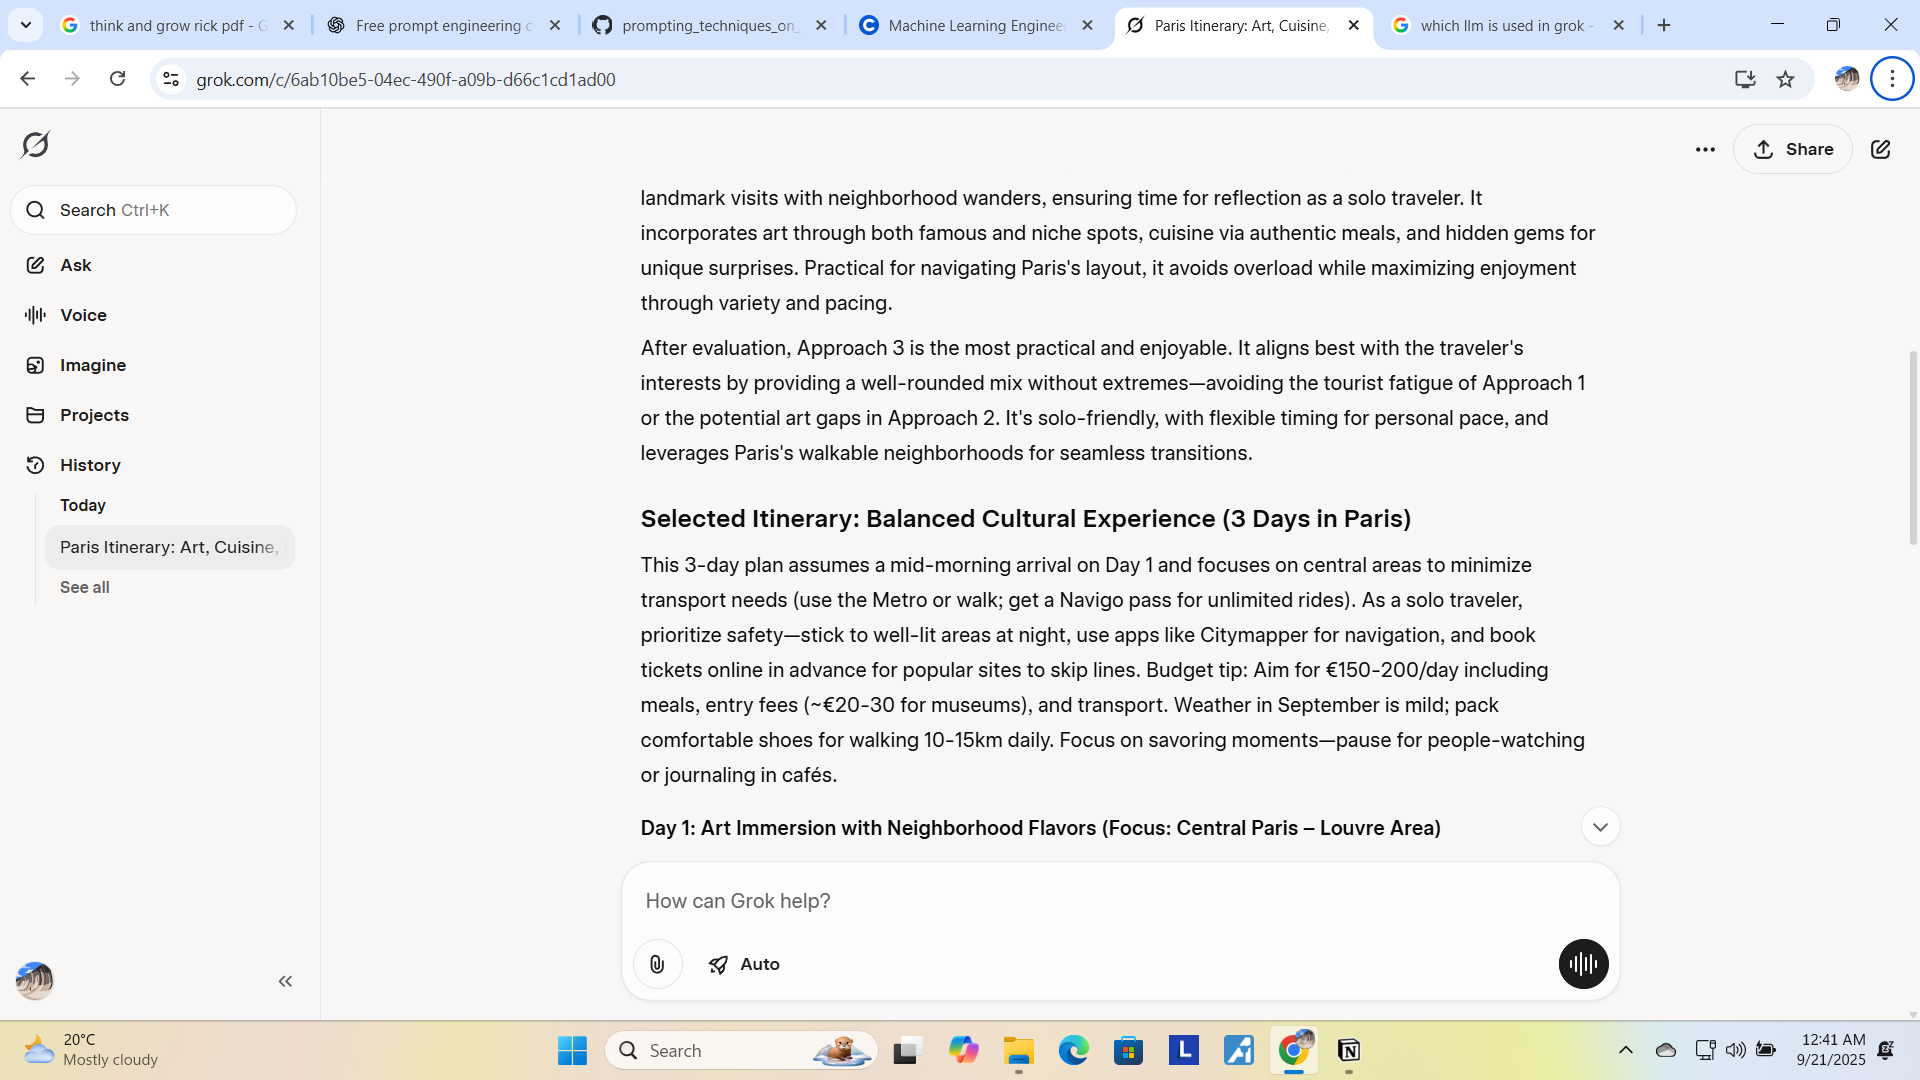 think and grow rick pdf - G
Free prompt engineering c
prompting_techniques_on_
Machine Learning Engineer
Paris Itinerary: Art, Cuisine,
which llm is used in grok -
grok.com/c/6ab10be5-04ec-490f-a09b-d66c1cd1ad00
Share
Search Ctrl+K
Ask
Voice
Imagine
Projects
History
Today
Paris Itinerary: Art, Cuisine,
See all
landmark visits with neighborhood wanders, ensuring time for reflection as a solo traveler. It
incorporates art through both famous and niche spots, cuisine via authentic meals, and hidden gems for
unique surprises. Practical for navigating Paris's layout, it avoids overload while maximizing enjoyment
through variety and pacing.
After evaluation, Approach 3 is the most practical and enjoyable. It aligns best with the traveler's
interests by providing a well-rounded mix without extremes—avoiding the tourist fatigue of Approach 1
or the potential art gaps in Approach 2. It's solo-friendly, with flexible timing for personal pace, and
leverages Paris's walkable neighborhoods for seamless transitions.
Selected Itinerary: Balanced Cultural Experience (3 Days in Paris)
This 3-day plan assumes a mid-morning arrival on Day 1 and focuses on central areas to minimize
transport needs (use the Metro or walk; get a Navigo pass for unlimited rides). As a solo traveler,
prioritize safety—stick to well-lit areas at night, use apps like Citymapper for navigation, and book
tickets online in advance for popular sites to skip lines. Budget tip: Aim for €150-200/day including
meals, entry fees (~€20-30 for museums), and transport. Weather in September is mild; pack
comfortable shoes for walking 10-15km daily. Focus on savoring moments—pause for people-watching
or journaling in cafés.
Day 1: Art Immersion with Neighborhood Flavors (Focus: Central Paris – Louvre Area)
How can Grok help?
Auto
20°C
Mostly cloudy
Search
L
12:41 AM
9/21/2025